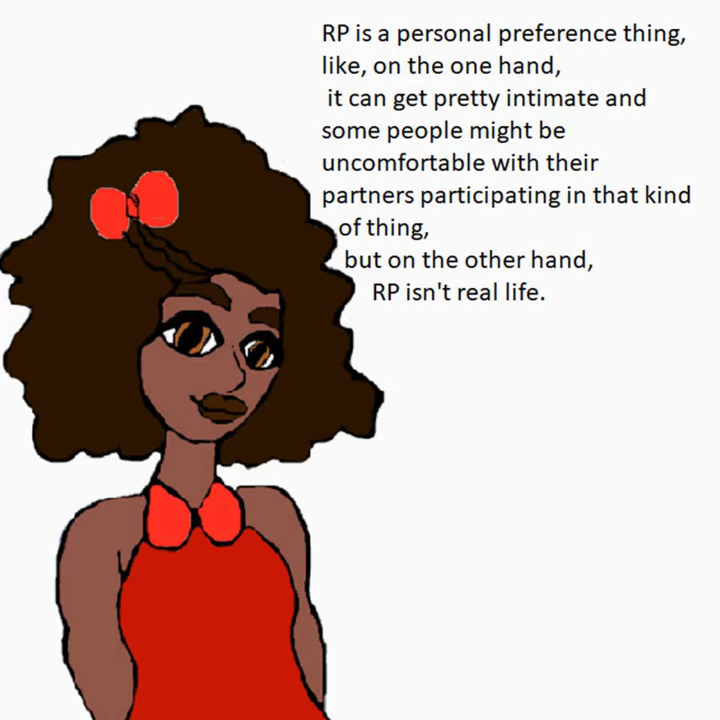 RP is a personal preference thing,
like, on the one hand,
it can get pretty intimate and
some people might be
uncomfortable with their
partners participating in that kind
of thing,
but on the other hand,
RP isn't real life.